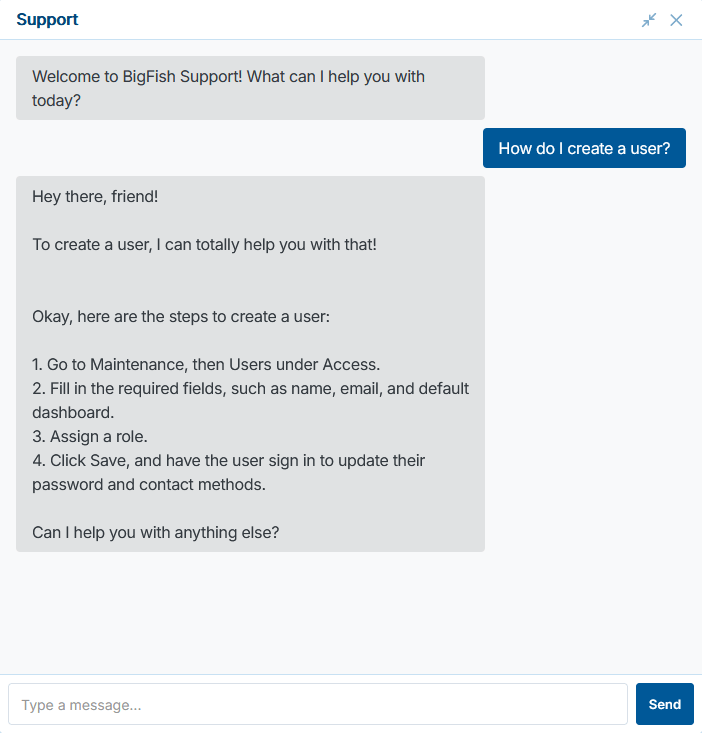 Support
Welcome to BigFish Support! What can I help you with
today?
How do I create a user?
Hey there, friend!
To create a user, I can totally help you with that!
Okay, here are the steps to create a user:
1. Go to Maintenance, then Users under Access.
2. Fill in the required fields, such as name, email, and default
dashboard.
3. Assign a role.
4. Click Save, and have the user sign in to update their
password and contact methods.
Can I help you with anything else?
Type a message...
Send